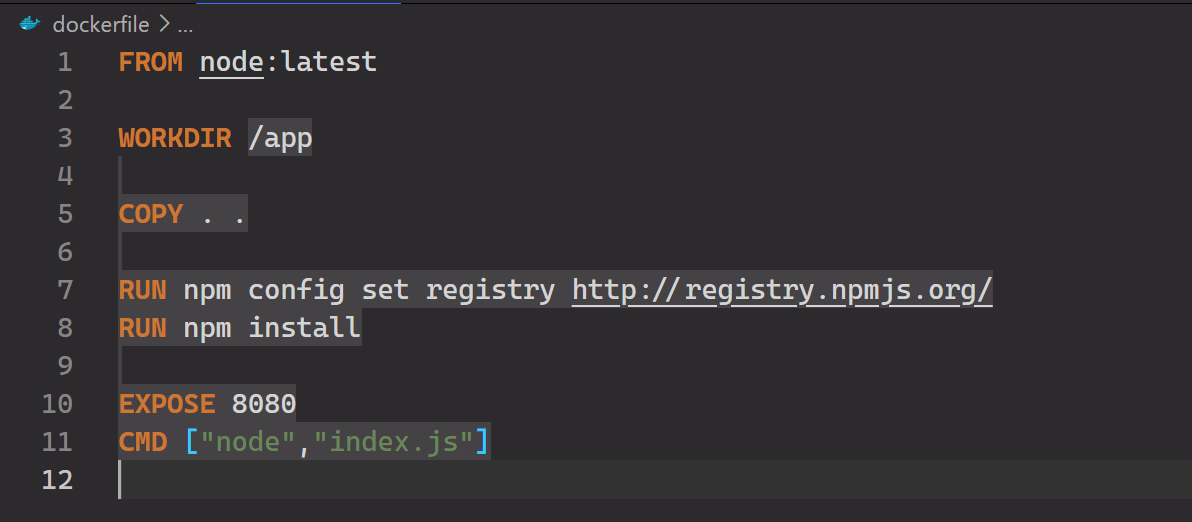 dockerfile > ...
1 FROM node:latest
2
3 WORKDIR /app
4
5 COPY . .
6
7 RUN npm config set registry http://registry.npmjs.org/
8 RUN npm install
9
10 EXPOSE 8080
11 CMD ["node","index.js"]
12